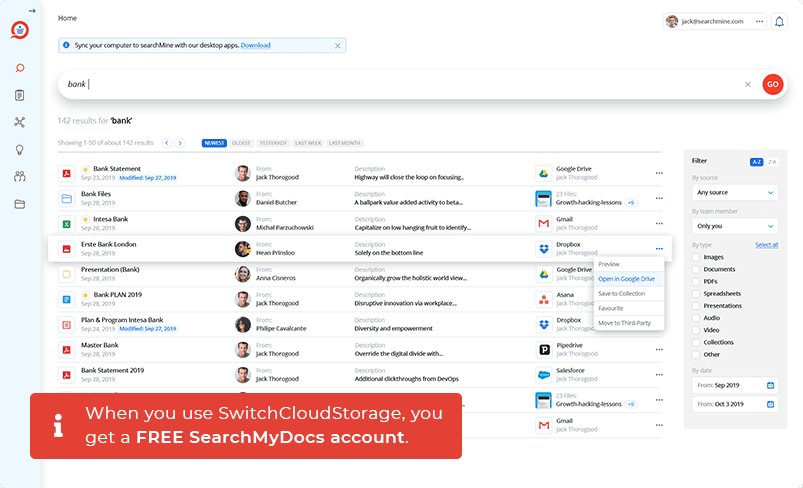 Home
jack@searchmine.com
Sync your computer to searchMine with our desktop apps. Download
bank
GO
142 results for 'bank'
Showing 1-50 of about 142 results
NEWEST OLDEST YESTERADY LAST WEEK LAST MONTH
Bank Statement
Sep 23, 2019 Modified: Sep 27, 2019
From:
Jack Thorogood
Description
Highway will close the loop on focusing..
Google Drive
Jack Thorogood
Bank Files
Sep 28, 2019
From:
Daniel Butcher
Description
A ballpark value added activity to beta...
23 Files:
Growth-hacking-lessons +9
Intesa Bank
Sep 28, 2019
From:
Michał Parzuchowski
Description
Capitalize on low hanging fruit to identify...
Gmail
Jack Thorogood
Erste Bank London
Sep 28, 2019
From:
Hean Prinsloo
Description
Solely on the bottom line
Dropbox
Jack Thorogood
Presentation (Bank)
Sep 28, 2019
From:
Anna Cisneros
Description
Organically grow the holistic world view...
Google Drive
Jack Thorogood
Bank PLAN 2019
Sep 28, 2019
From:
Jack Thorogood
Description
Disruptive innovation via workplace...
Asana
Jack Thorogood
Plan & Program Intesa Bank
Sep 24, 2019 Modified: Sep 27, 2019
From:
Philipe Cavalcante
Description
Diversity and empowerment
Dropbox
Jack Thorogood
Master Bank
Sep 28, 2019
From:
Jack Thorogood
Description
Override the digital divide with...
Pipedrive
Jack Thorogood
Bank Statement 2019
Sep 28, 2019
From:
Jack Thorogood
Description
Additional clickthroughs from DevOps
Salesforce
Jack Thorogood
23 Files:
Growth-hacking-lessons +9
Gmail
Jack Thorogood
Preview
Open in Google Drive
Save to Collection
Favourite
Move to Third-Party
Filter A-Z Z-A
By source
Any source
By team member
Only you
By type Select all
Images
Documents
PDFs
Spreadsheets
Presentations
Audio
Video
Collections
Other
By date
From: Sep 2019
From: Oct 3 2019
When you use SwitchCloudStorage, you
get a FREE SearchMyDocs account.